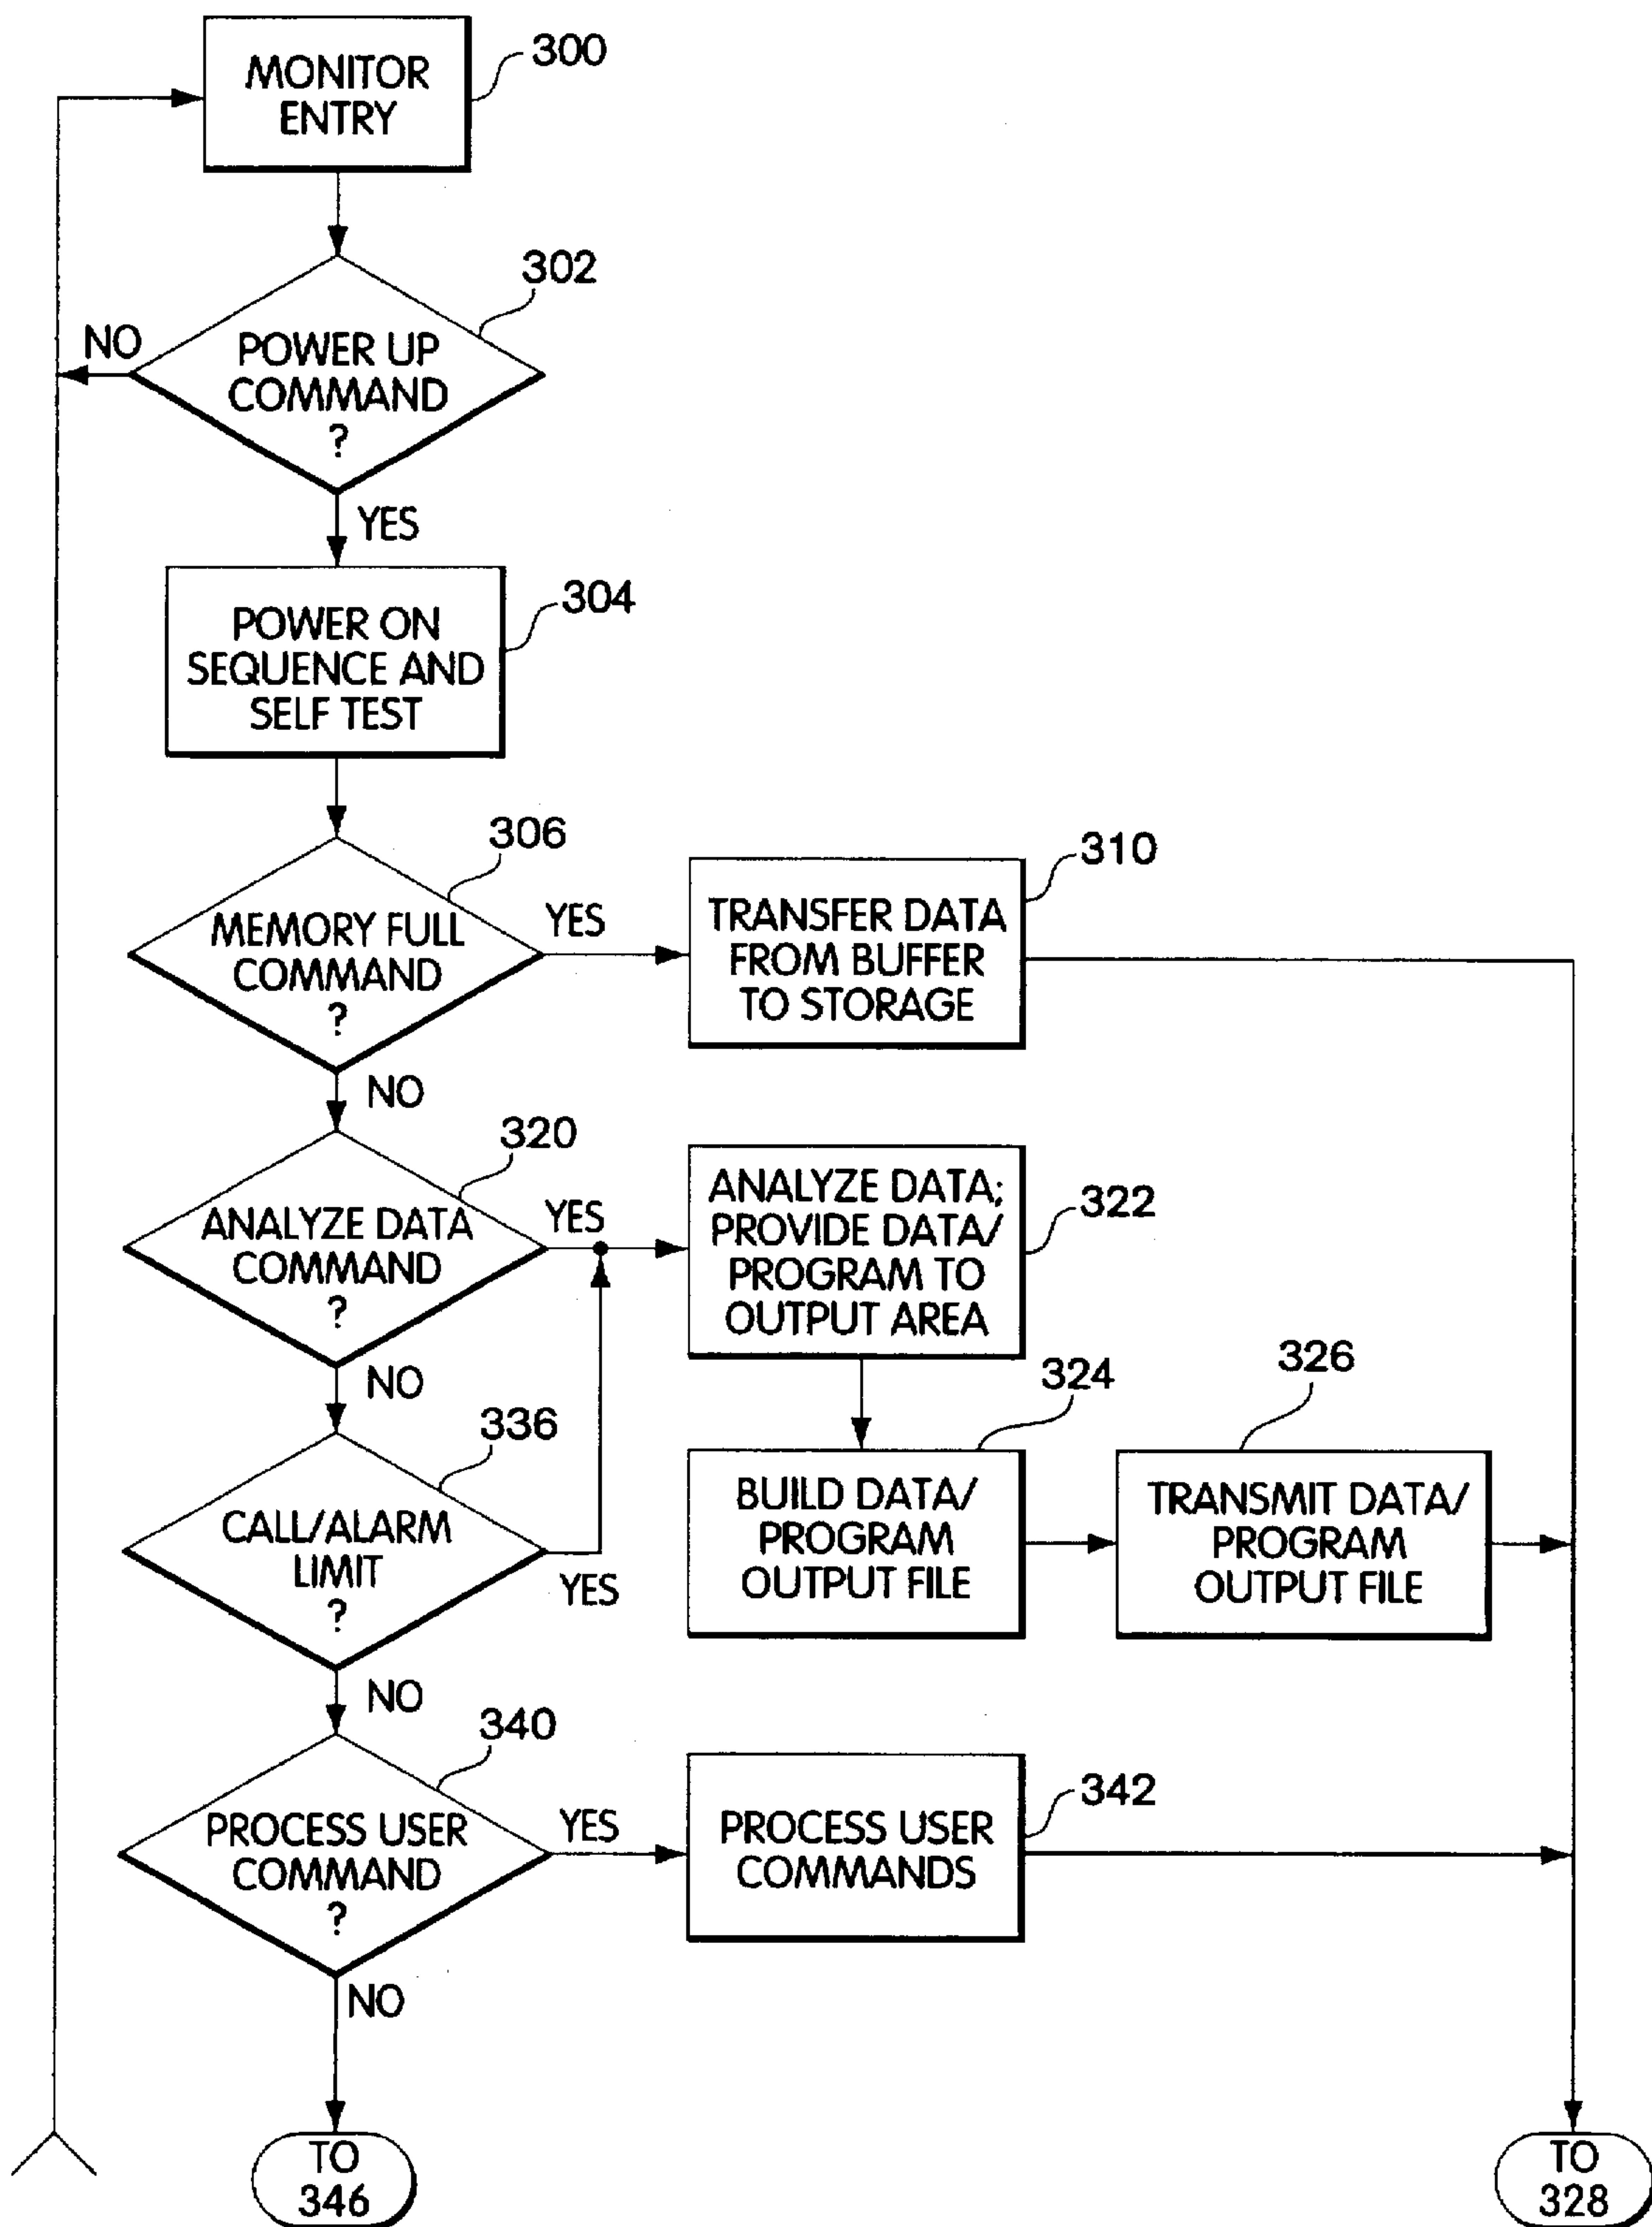 MONITOR
ENTRY
300
302
NO
POWER UP
COMMAND
?
YES
304
POWER ON
SEQUENCE AND
SELF TEST
306
MEMORY FULL
COMMAND
?
YES
310
TRANSFER DATA
FROM BUFFER
TO STORAGE
NO
320
ANALYZE DATA
COMMAND
?
YES
ANALYZE DATA;
PROVIDE DATA/
PROGRAM TO
OUTPUT AREA
322
NO
336
CALL/ALARM
LIMIT
?
YES
324
BUILD DATA/
PROGRAM
OUTPUT FILE
326
TRANSMIT DATA/
PROGRAM
OUTPUT FILE
NO
340
PROCESS USER
COMMAND
?
YES
PROCESS USER
COMMANDS
342
NO
TO
346
TO
328